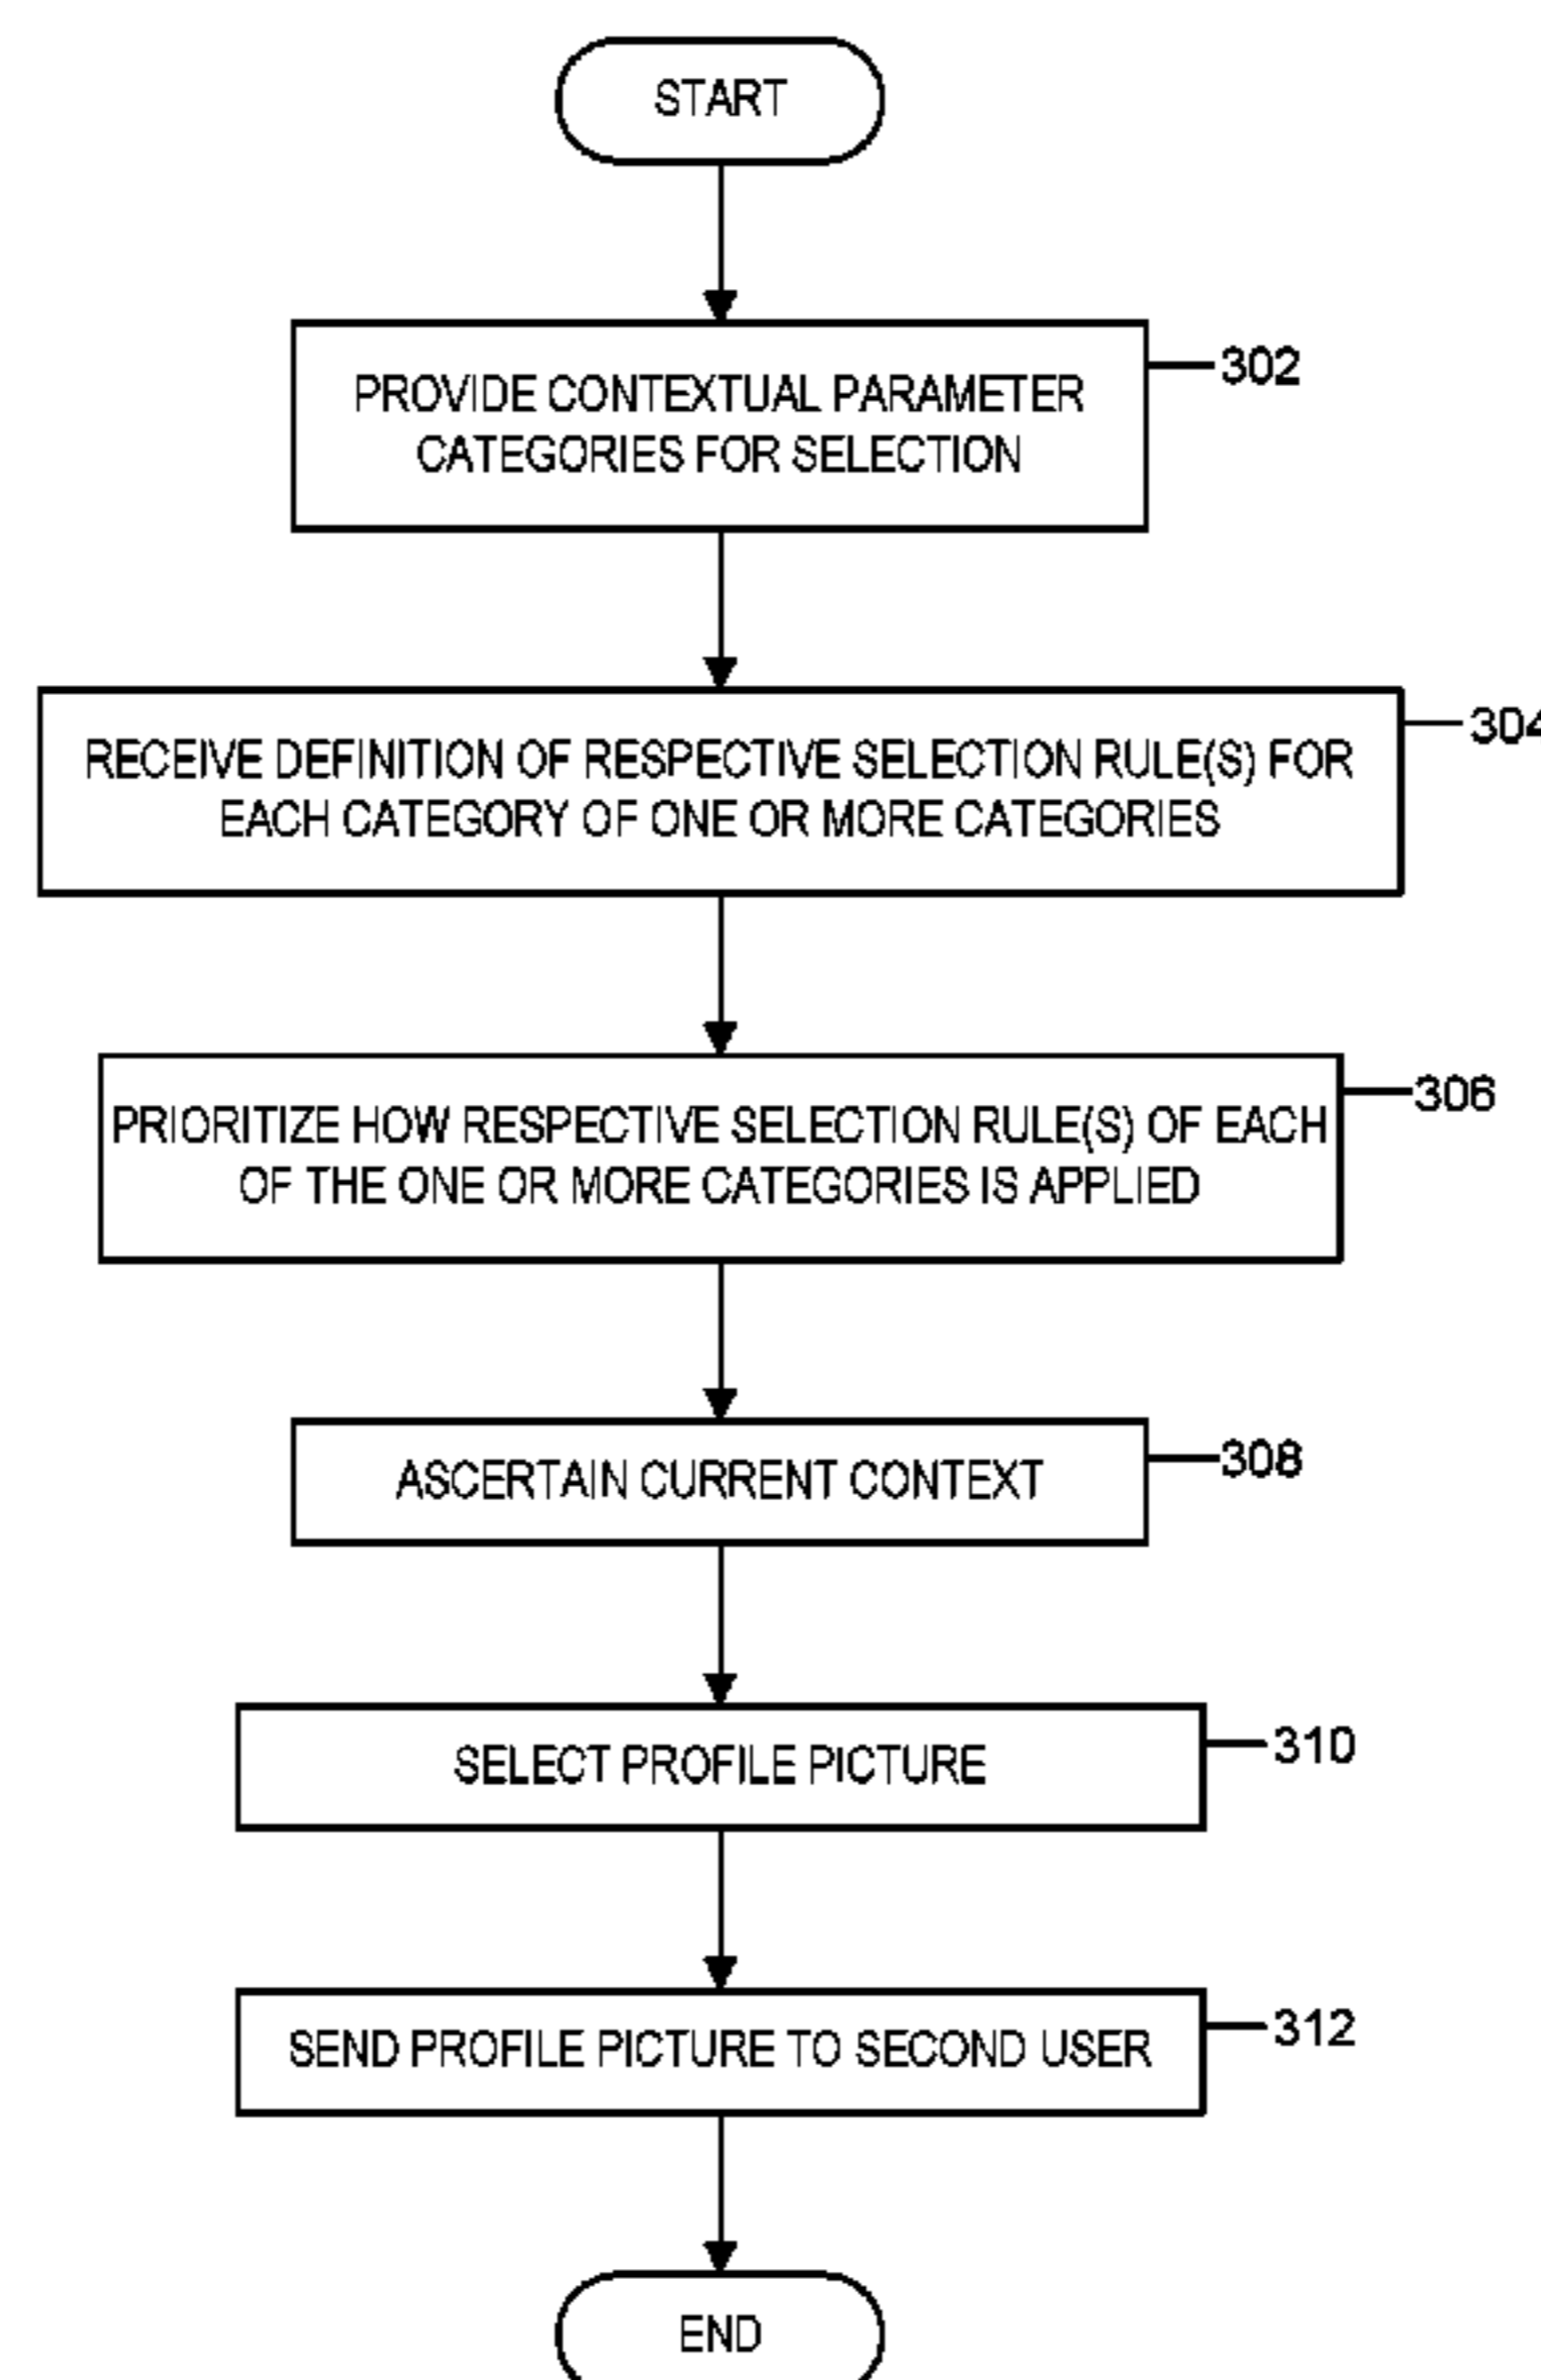 START
302
PROVIDE CONTEXTUAL PARAMETER
CATEGORIES FOR SELECTION
304
RECEIVE DEFINITION OF RESPECTIVE SELECTION RULE(S) FOR
EACH CATEGORY OF ONE OR MORE CATEGORIES
306
PRIORITIZE HOW RESPECTIVE SELECTION RULE(S) OF EACH
OF THE ONE OR MORE CATEGORIES IS APPLIED
308
ASCERTAIN CURRENT CONTEXT
310
SELECT PROFILE PICTURE
312
SEND PROFILE PICTURE TO SECOND USER
END